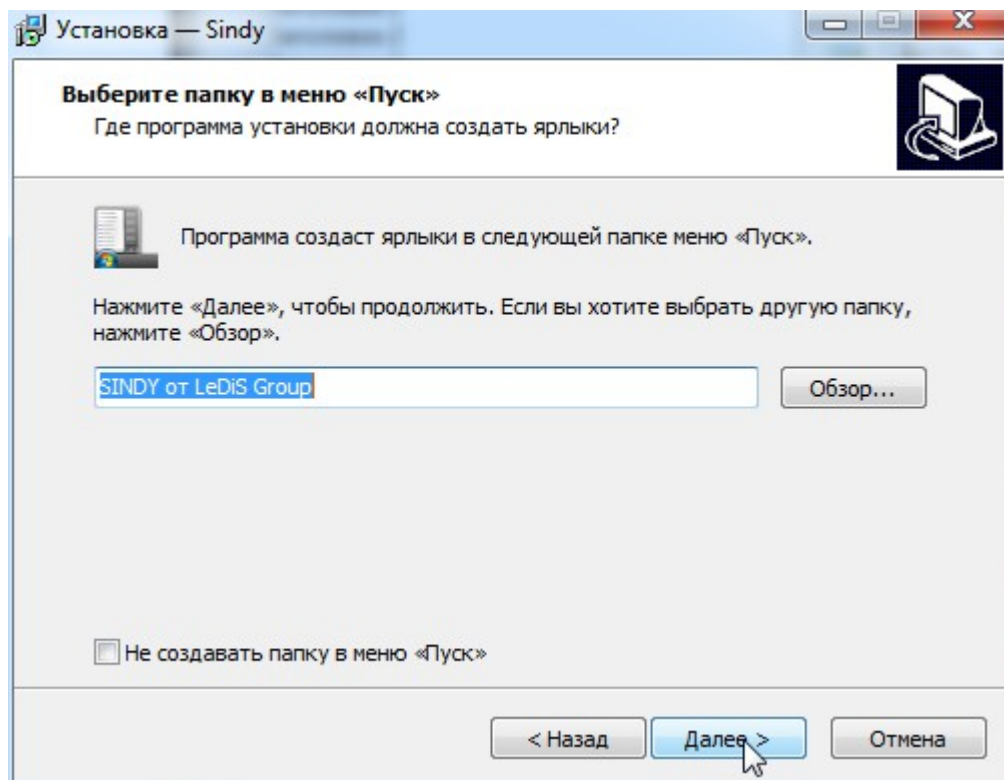 Установка — Sindy
Выберите папку в меню «Пуск»
Где программа установки должна создать ярлыки?
Программа создаст ярлыки в следующей папке меню «Пуск».
Нажмите «Далее», чтобы продолжить. Если вы хотите выбрать другую папку,
нажмите «Обзор».
SINDY от LeDiS Group
Обзор...
Не создавать папку в меню «Пуск»
< Назад
Далее >
Отмена